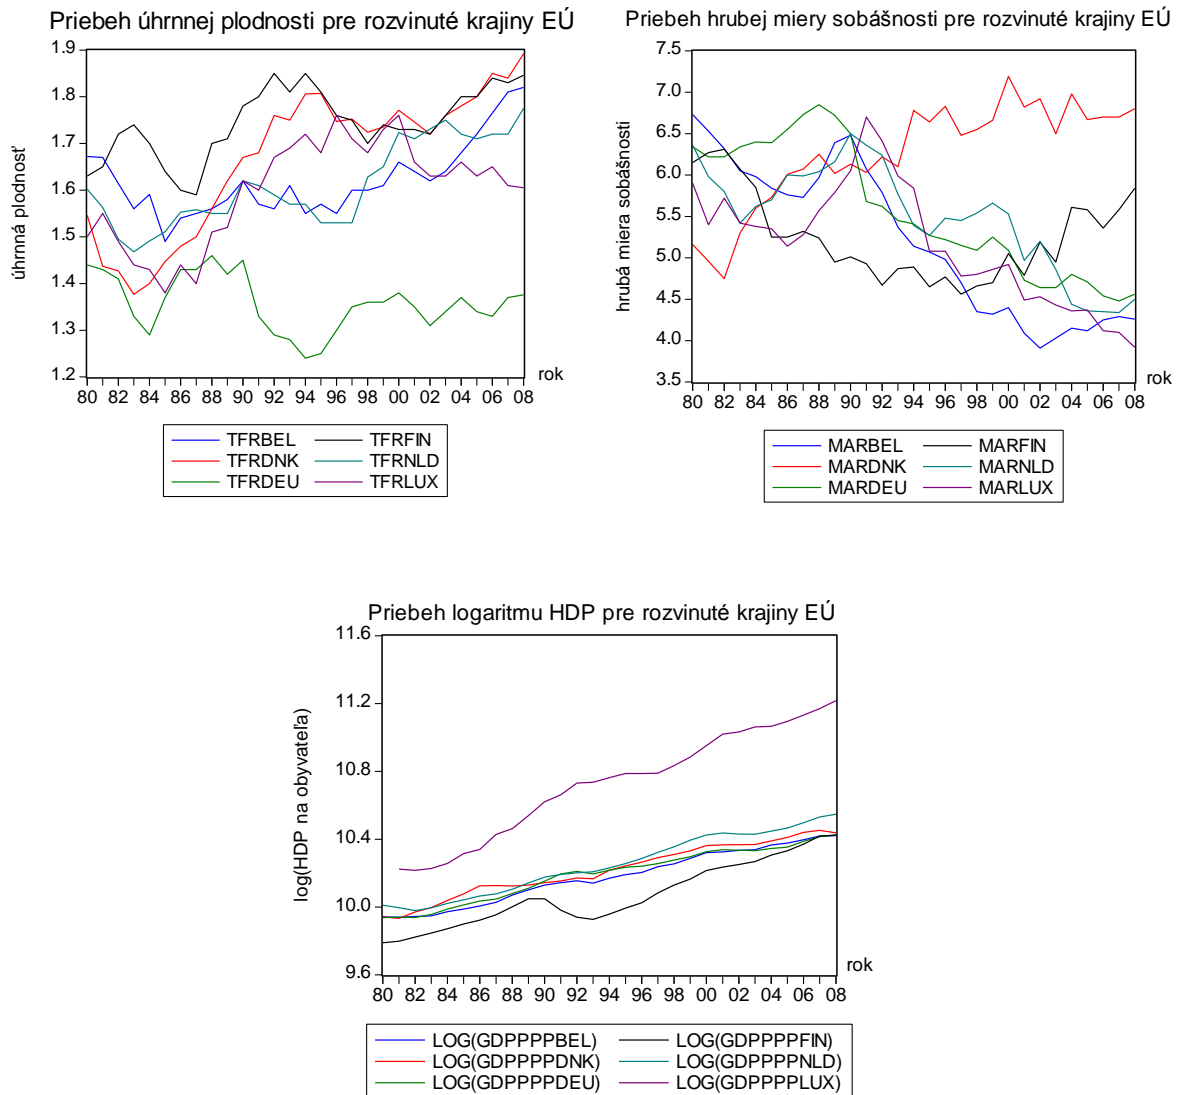 Priebeh úhrnnej plodnosti pre rozvinuté krajiny EÚ
1.9
1.8
1.7
1.6
1.5
1.4
1.3
1.2
úhrnná plodnosť
80 82 84 86 88 90 92 94 96 98 00 02 04 06 08
rok
TFRBEL TFRFIN
TFRDNK TFRNLD
TFRDEU TFRLUX
Priebeh hrubej miery sobášnosti pre rozvinuté krajiny EÚ
7.5
7.0
6.5
6.0
5.5
5.0
4.5
4.0
3.5
hrubá miera sobášnosti
80 82 84 86 88 90 92 94 96 98 00 02 04 06 08
rok
MARBEL MARFIN
MARDNK MARNLD
MARDEU MARLUX
Priebeh logaritmu HDP pre rozvinuté krajiny EÚ
11.6
11.2
10.8
10.4
10.0
9.6
log(HDP na obyvateľa)
80 82 84 86 88 90 92 94 96 98 00 02 04 06 08
rok
LOG(GDPPPPBEL) LOG(GDPPPPFIN)
LOG(GDPPPPDNK) LOG(GDPPPPNLD)
LOG(GDPPPPDEU) LOG(GDPPPPLUX)